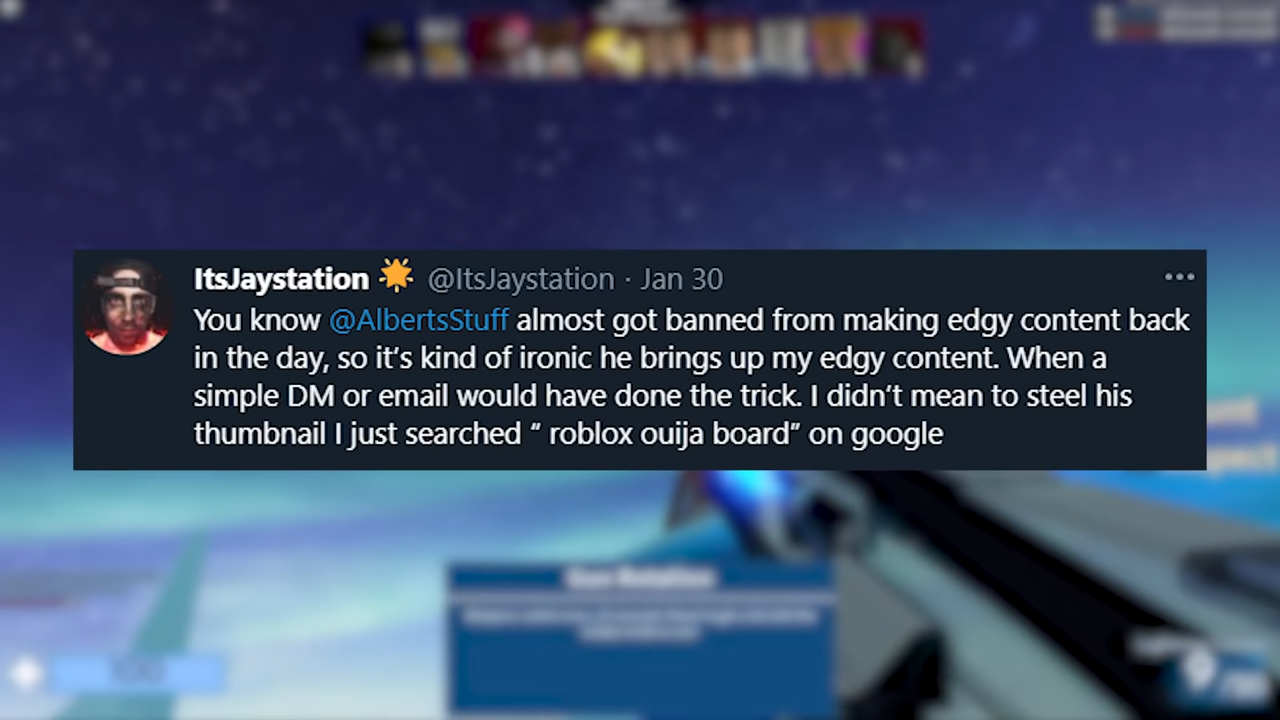 ItsJaystation 🌟 @ItsJaystation · Jan 30
You know @AlbertsStuff almost got banned from making edgy content back
in the day, so it’s kind of ironic he brings up my edgy content. When a
simple DM or email would have done the trick. I didn’t mean to steel his
thumbnail I just searched “ roblox ouija board” on google
Gun Rotation